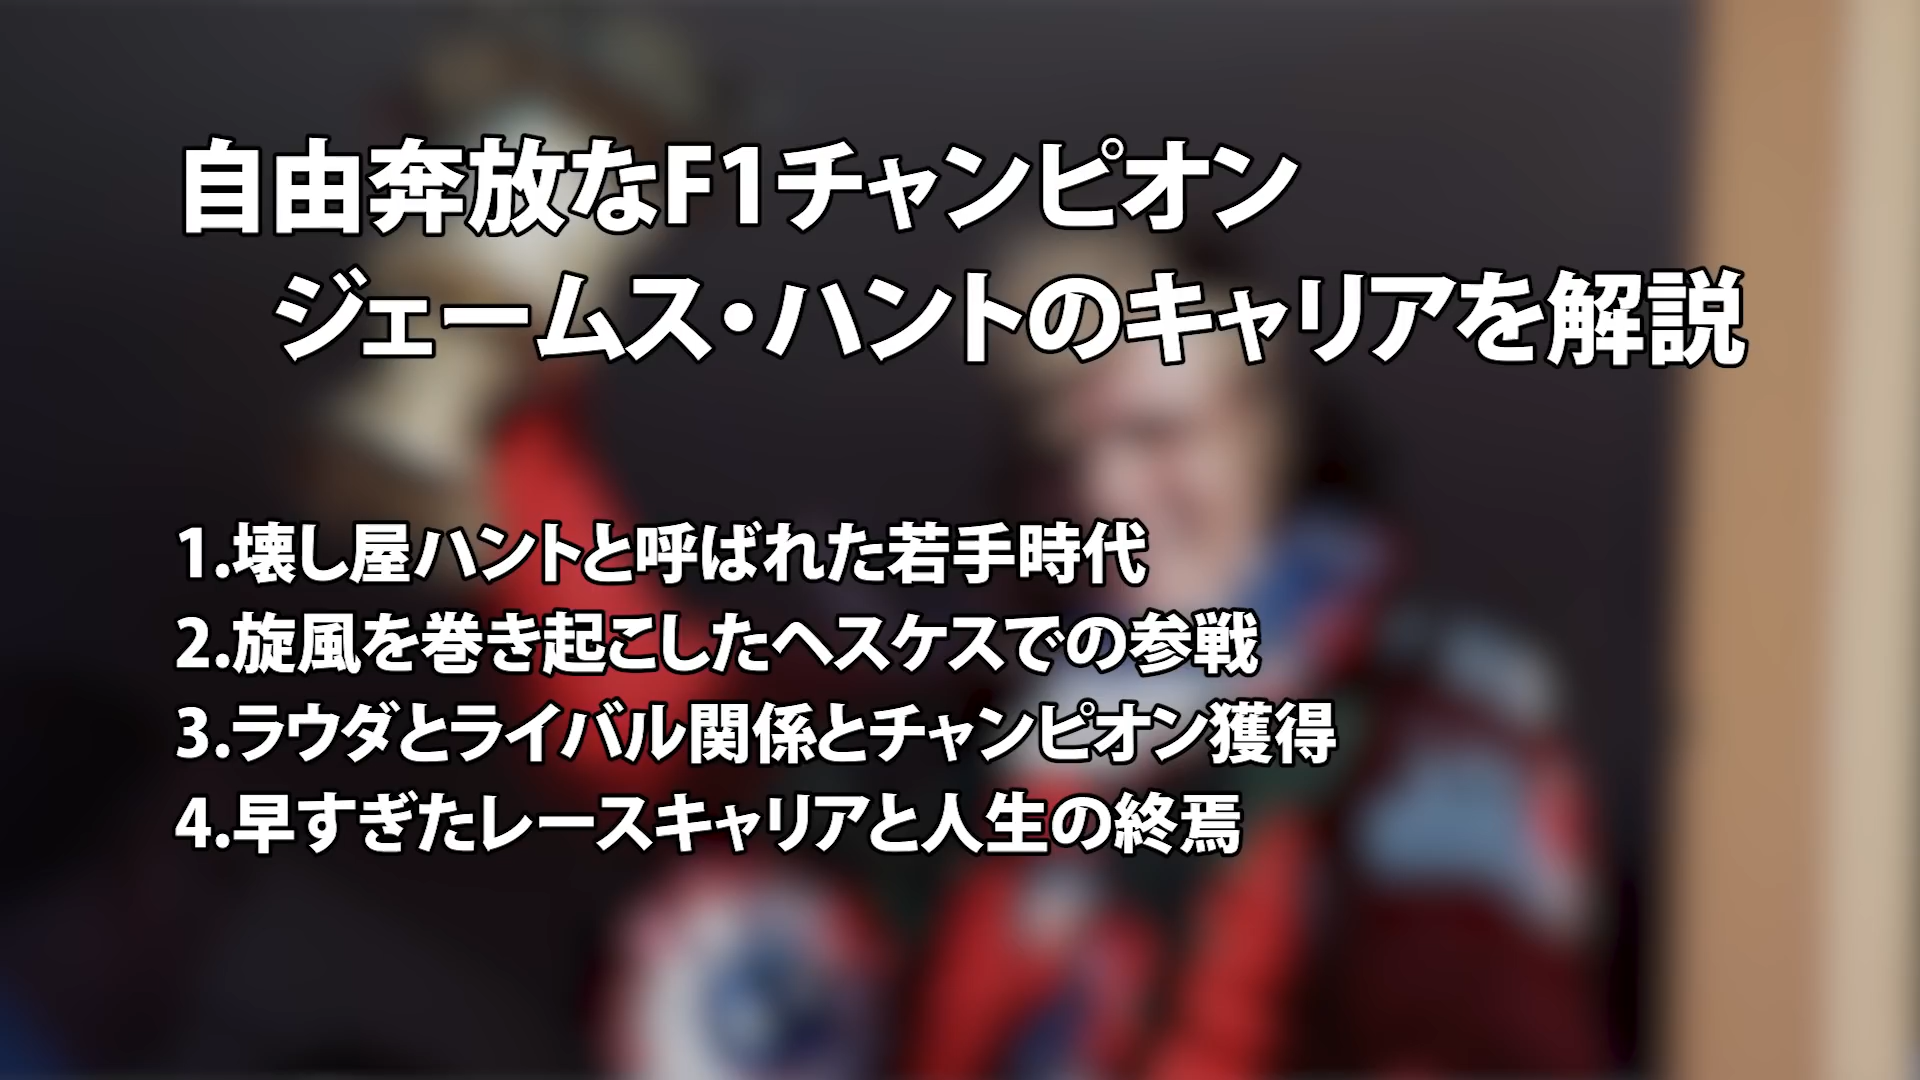 自由奔放なF1チャンピオン
ジェームス・ハントのキャリアを解説
1.壊し屋ハントと呼ばれた若手時代
2.旋風を巻き起こしたヘスケスでの参戦
3.ラウダとライバル関係とチャンピオン獲得
4.早すぎたレースキャリアと人生の終焉